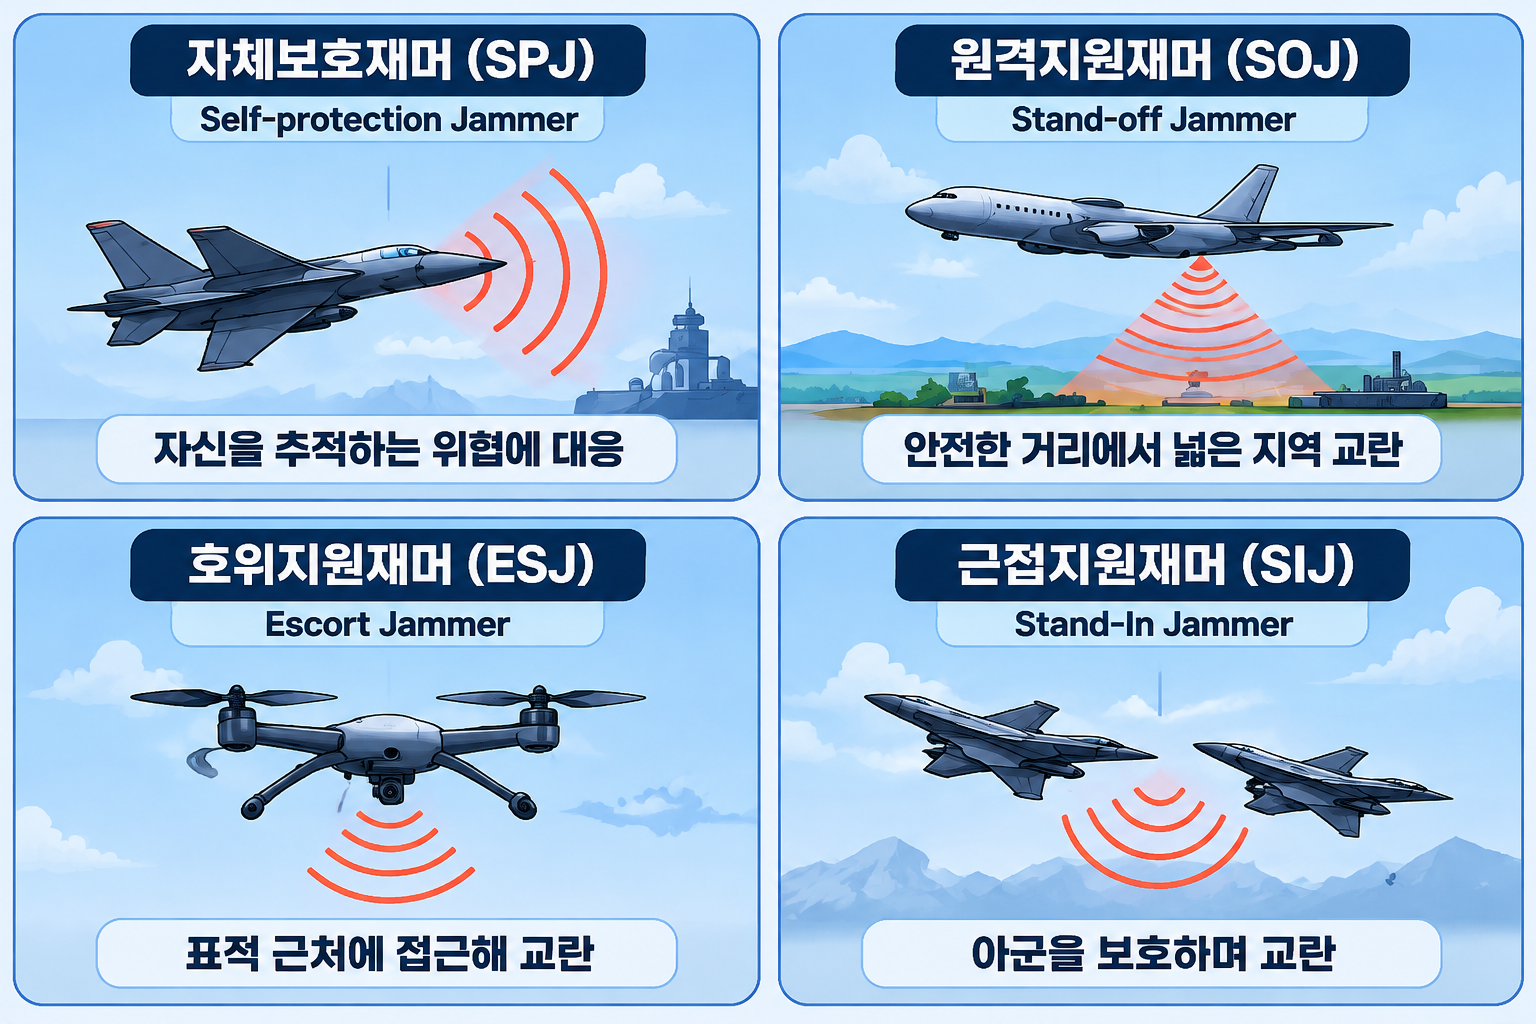 자체보호재머 (SPJ)
Self-protection Jammer
자신을 추적하는 위협에 대응
원격지원재머 (SOJ)
Stand-off Jammer
안전한 거리에서 넓은 지역 교란
호위지원재머 (ESJ)
Escort Jammer
표적 근처에 접근해 교란
근접지원재머 (SIJ)
Stand-In Jammer
아군을 보호하며 교란